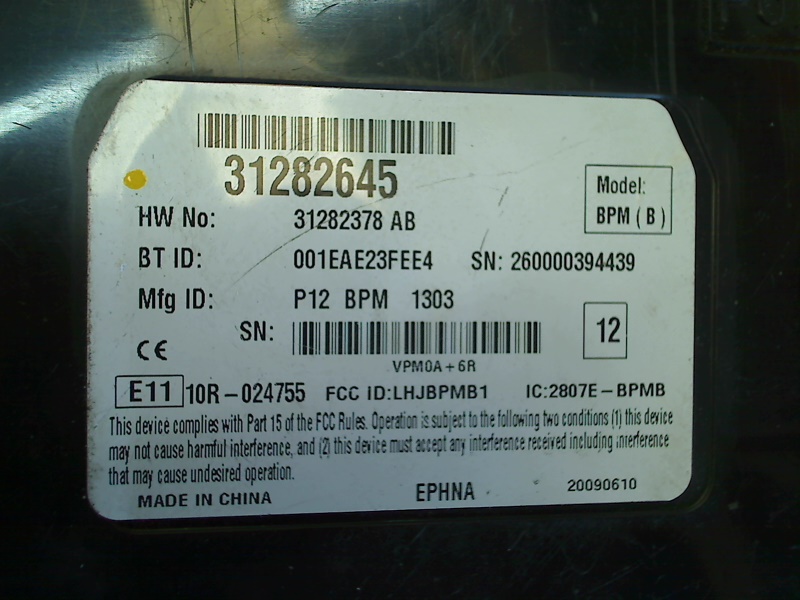 31282645
Model:
BPM (B)
HW No: 31282378 AB
BT ID: 001EAE23FEE4 SN: 260000394439
Mfg ID: P12 BPM 1303
SN:
12
CE
VPM0A+6R
E11 10R-024755 FCC ID:LHJBPMB1 IC:2807E-BPMB
This device complies with Part 15 of the FCC Rules. Operation is subject to the following two conditions (1) this device
may not cause harmful interference, and (2) this device must accept any interference received including interference
that may cause undesired operation.
MADE IN CHINA EPHNA 20090610